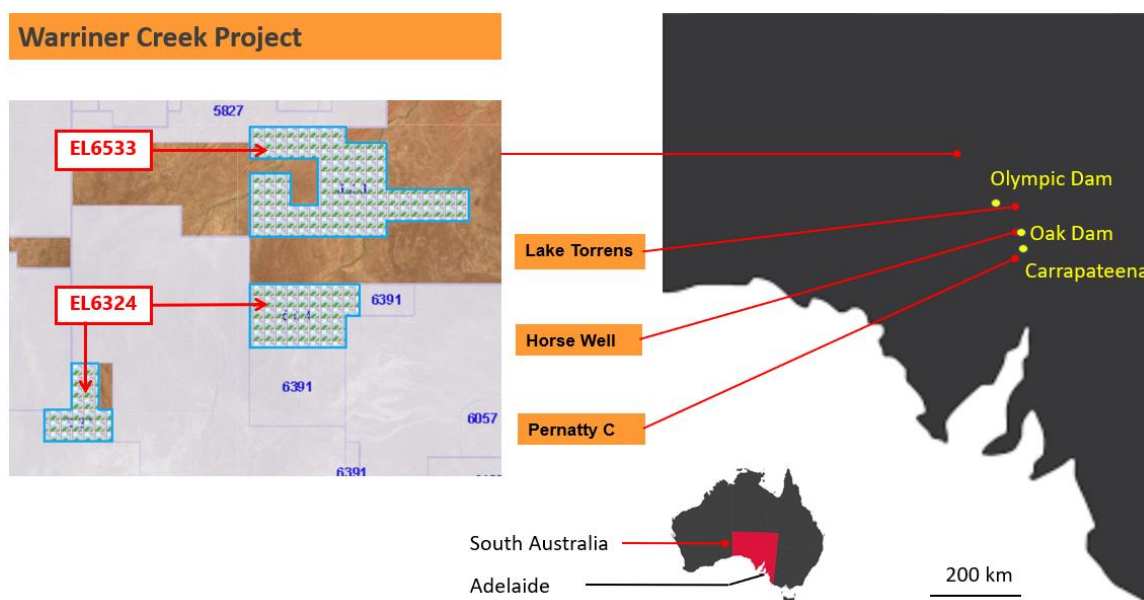 Warriner Creek Project
5827
EL6533
EL6324
6391
6391
6057
6391
Olympic Dam
Lake Torrens
Oak Dam
Carrapateena
Horse Well
Pernatty C
South Australia
Adelaide
200 km